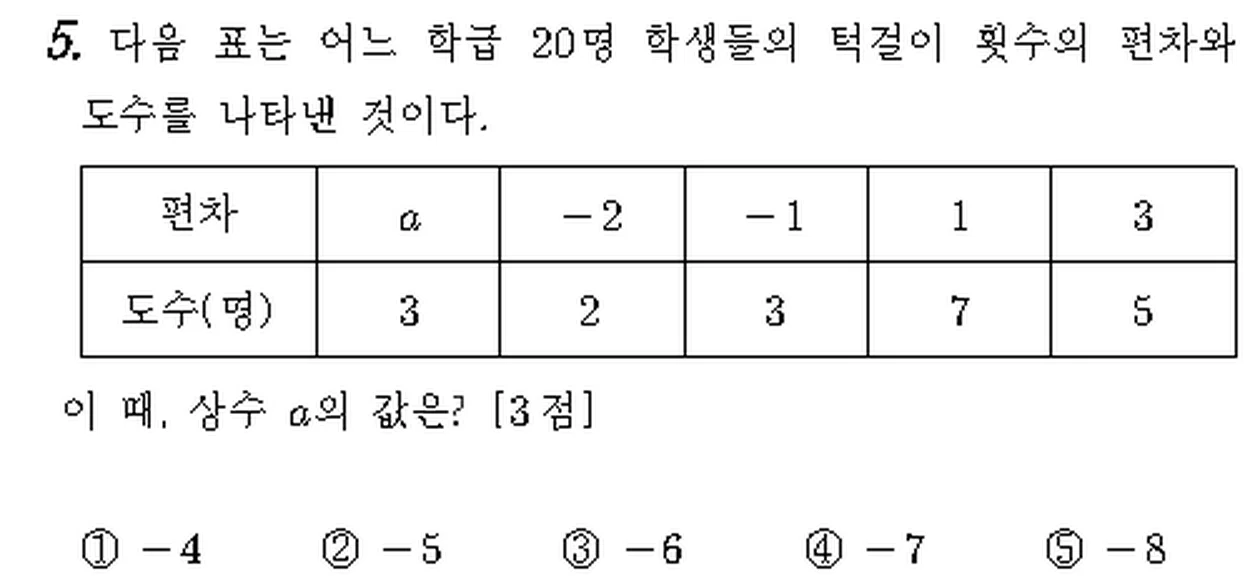 5. 다음 표는 어느 학급 20명 학생들의 턱걸이 횟수의 편차와
도수를 나타낸 것이다.
편차 a －2 －1 1 3
도수(명) 3 2 3 7 5
이 때, 상수 a의 값은? [3점]
① －4 ② －5 ③ －6 ④ －7 ⑤ －8